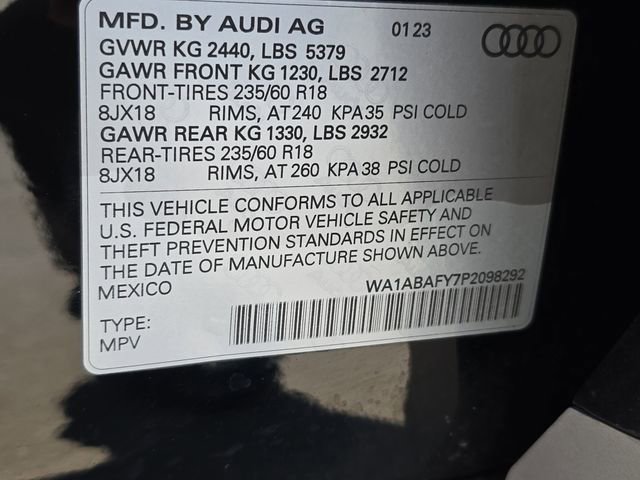 MFD. BY AUDI AG 01 23
GVWR KG 2440, LBS 5379
GAWR FRONT KG 1230, LBS 2712
FRONT-TIRES 235/60 R18
8JX18 RIMS, AT 240 KPA 35 PSI COLD
GAWR REAR KG 1330, LBS 2932
REAR-TIRES 235/60 R18
8JX18 RIMS, AT 260 KPA 38 PSI COLD
THIS VEHICLE CONFORMS TO ALL APPLICABLE
U.S. FEDERAL MOTOR VEHICLE SAFETY AND
THEFT PREVENTION STANDARDS IN EFFECT ON
THE DATE OF MANUFACTURE SHOWN ABOVE.
MEXICO WA1ABAFY7P2098292
TYPE:
MPV